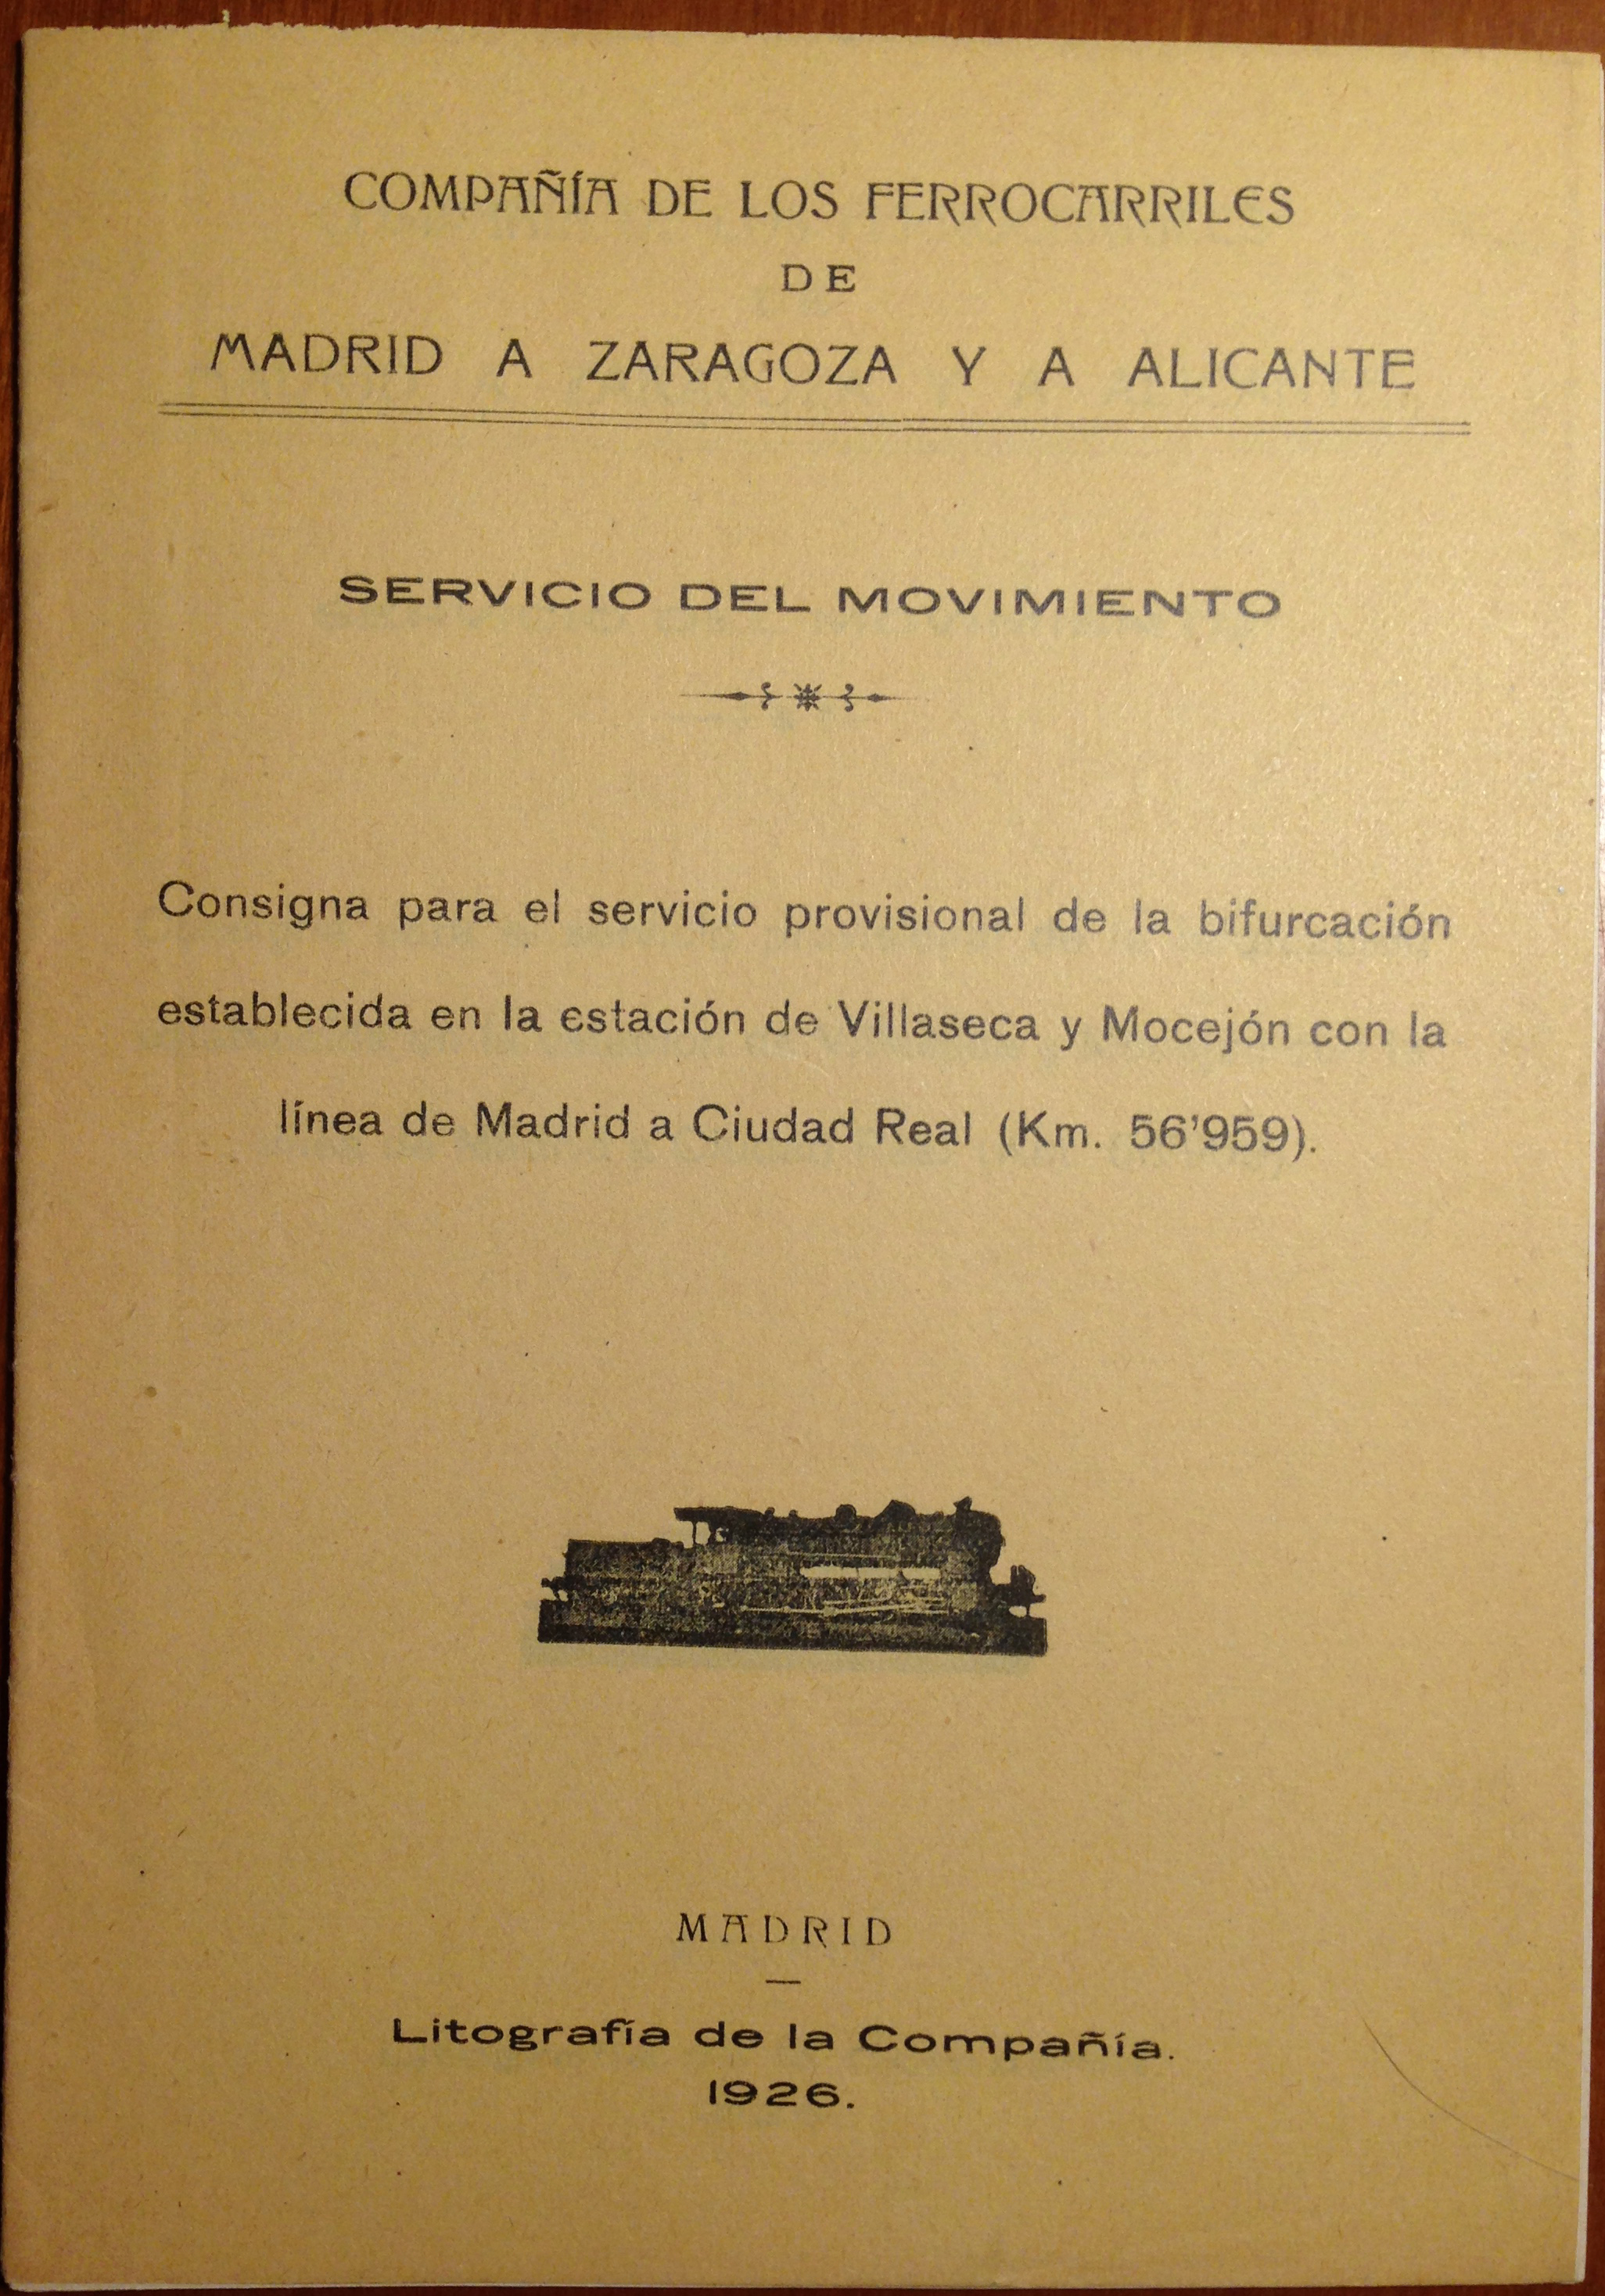 COMPAÑÍA DE LOS FERROCARRILES
DE
MADRID A ZARAGOZA Y A ALICANTE
SERVICIO DEL MOVIMIENTO
Consigna para el servicio provisional de la bifurcación
establecida en la estación de Villaseca y Mocejón con la
línea de Madrid a Ciudad Real (Km. 56'959).
MADRID
Litografía de la Compañía.
1926.